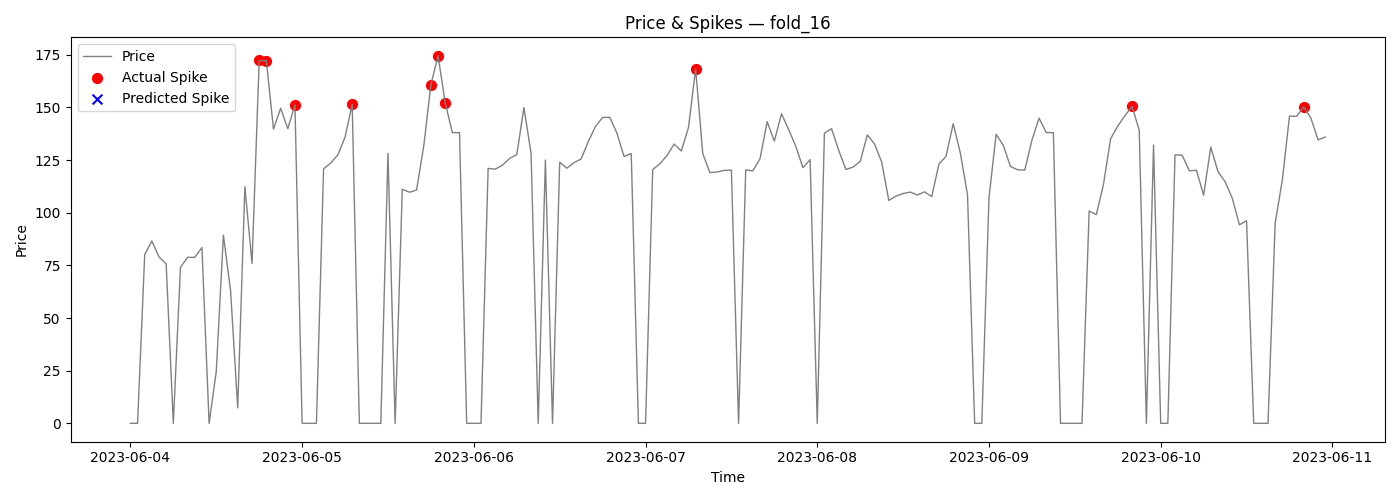 Price & Spikes — fold_16
Price
Actual Spike
Predicted Spike
175
150
125
100
75
50
25
0
Price
2023-06-04
2023-06-05
2023-06-06
2023-06-07
2023-06-08
2023-06-09
2023-06-10
2023-06-11
Time